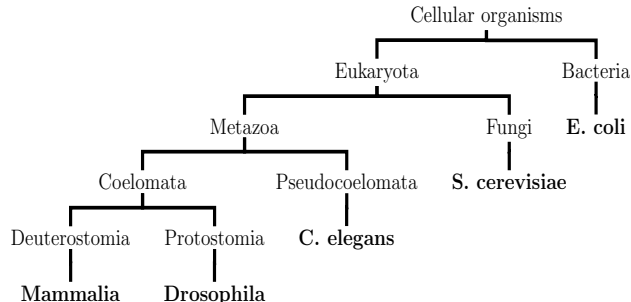 Cellular organisms
Eukaryota
Bacteria
Metazoa
Fungi
E. coli
Coelomata
Pseudocoelomata
S. cerevisiae
Deuterostomia
Protostomia
C. elegans
Mammalia
Drosophila